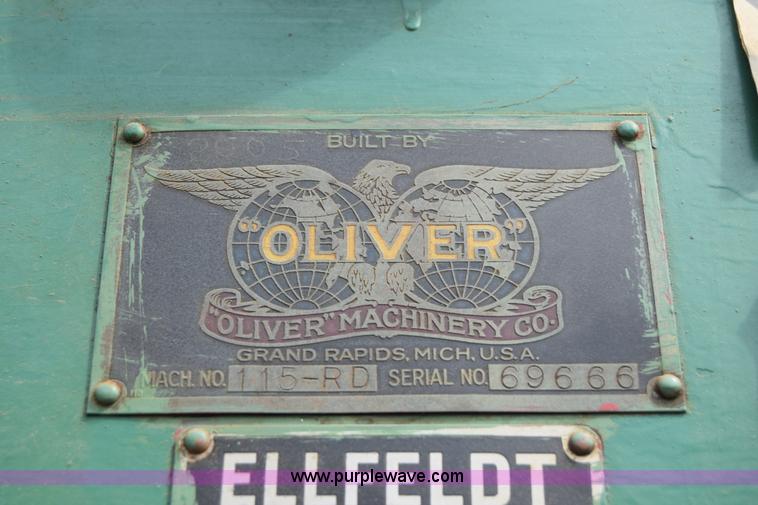 BUILT BY
"OLIVER"
"OLIVER" MACHINERY CO.
GRAND RAPIDS, MICH, U.S.A.
MACH. NO. 115-RD SERIAL NO. 69666
ELLFELDT
www.purplewave.com